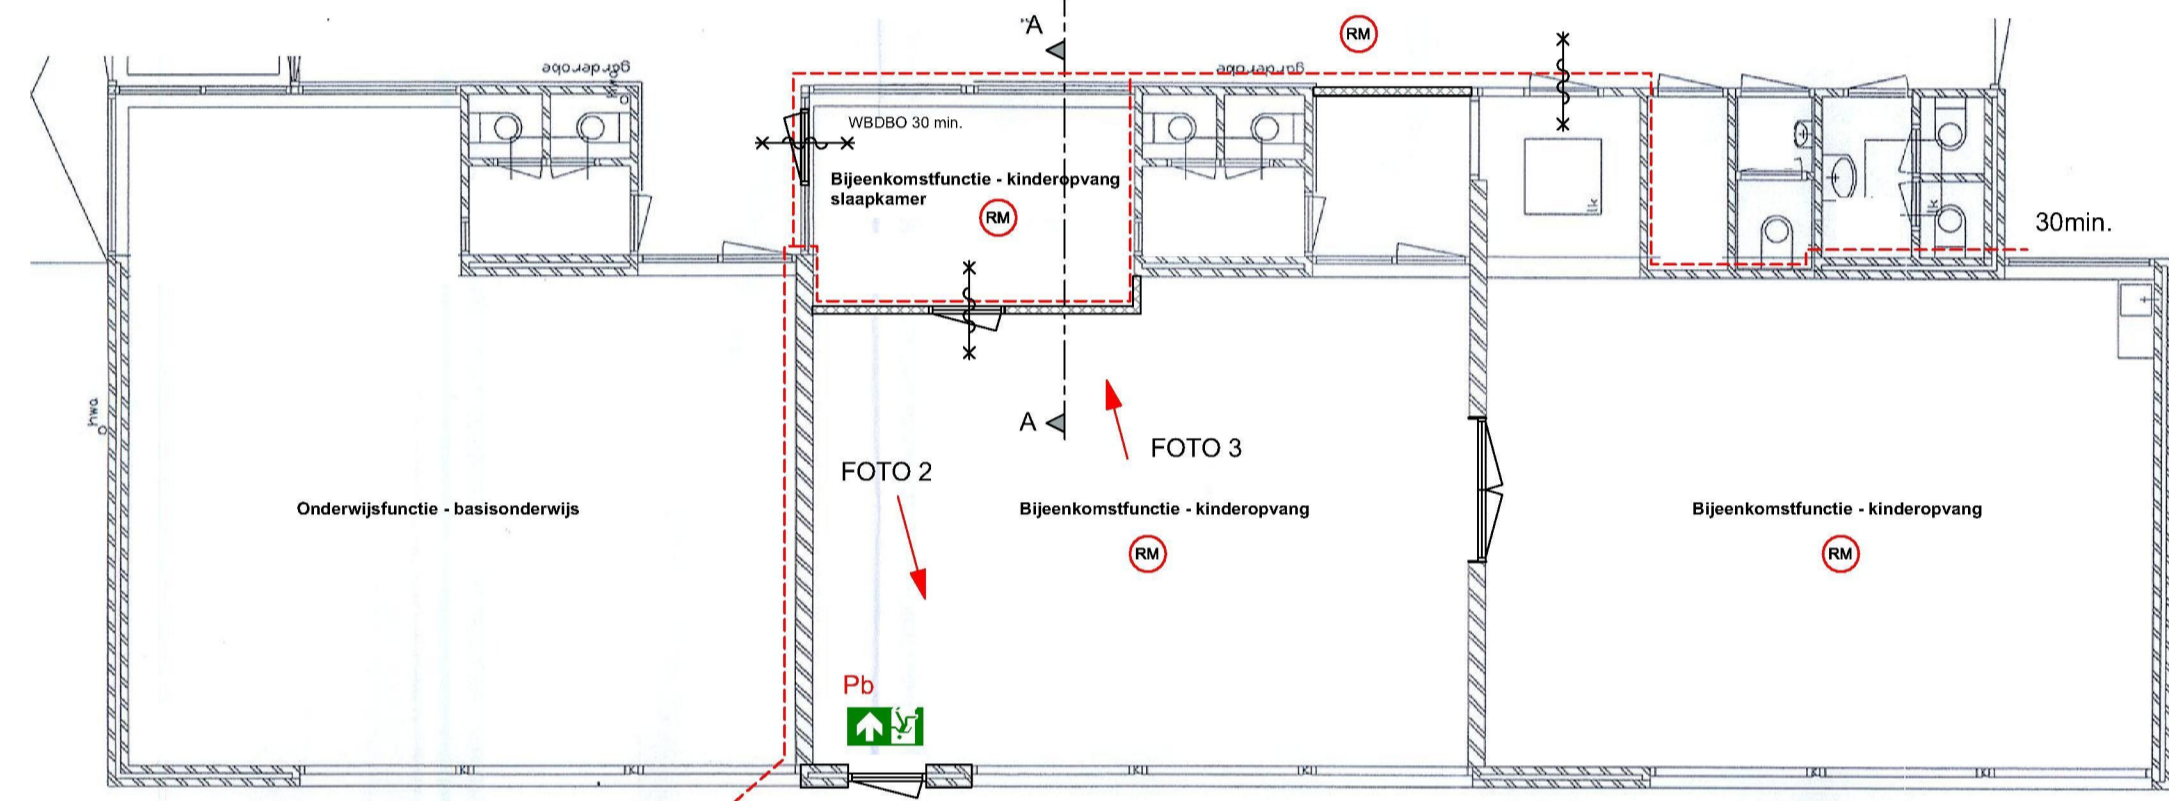 A
RM
garderobe
garderobe
WBDBO 30 min.
Bijeenkomstfunctie - kinderopvang
slaapkamer
RM
30min.
hwa
A
FOTO 3
FOTO 2
Onderwijsfunctie - basisonderwijs
Bijeenkomstfunctie - kinderopvang
Bijeenkomstfunctie - kinderopvang
RM
RM
Pb